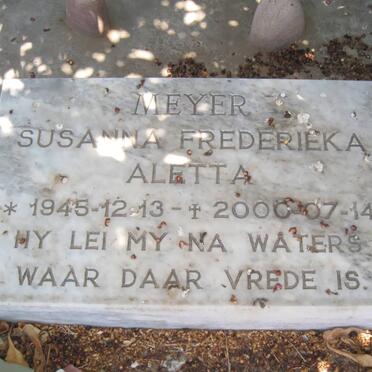 MEYER
SUSANNA FREDERIEKA
ALETTA
* 1945-12-13 - † 2006-07-14
HY LEI MY NA WATERS
WAAR DAAR VREDE IS.